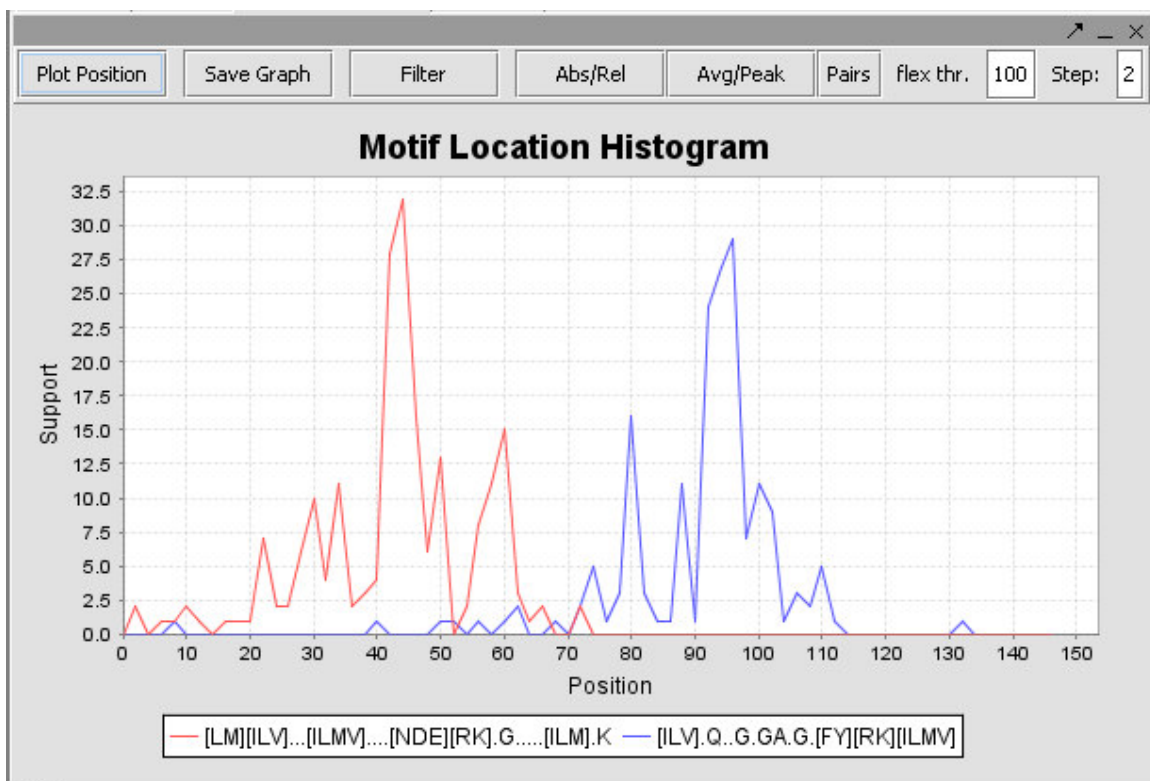 Plot Position Save Graph Filter Abs/Rel Avg/Peak Pairs flex thr. 100 Step: 2
Motif Location Histogram
32.5
30.0
27.5
25.0
22.5
20.0
17.5
15.0
12.5
10.0
7.5
5.0
2.5
0.0
Support
0 10 20 30 40 50 60 70 80 90 100 110 120 130 140 150
Position
[LM][ILV]...[ILMV]....[NDE][RK].G.....[ILM].K [ILV].Q..G.GA.G.[FY][RK][ILMV]